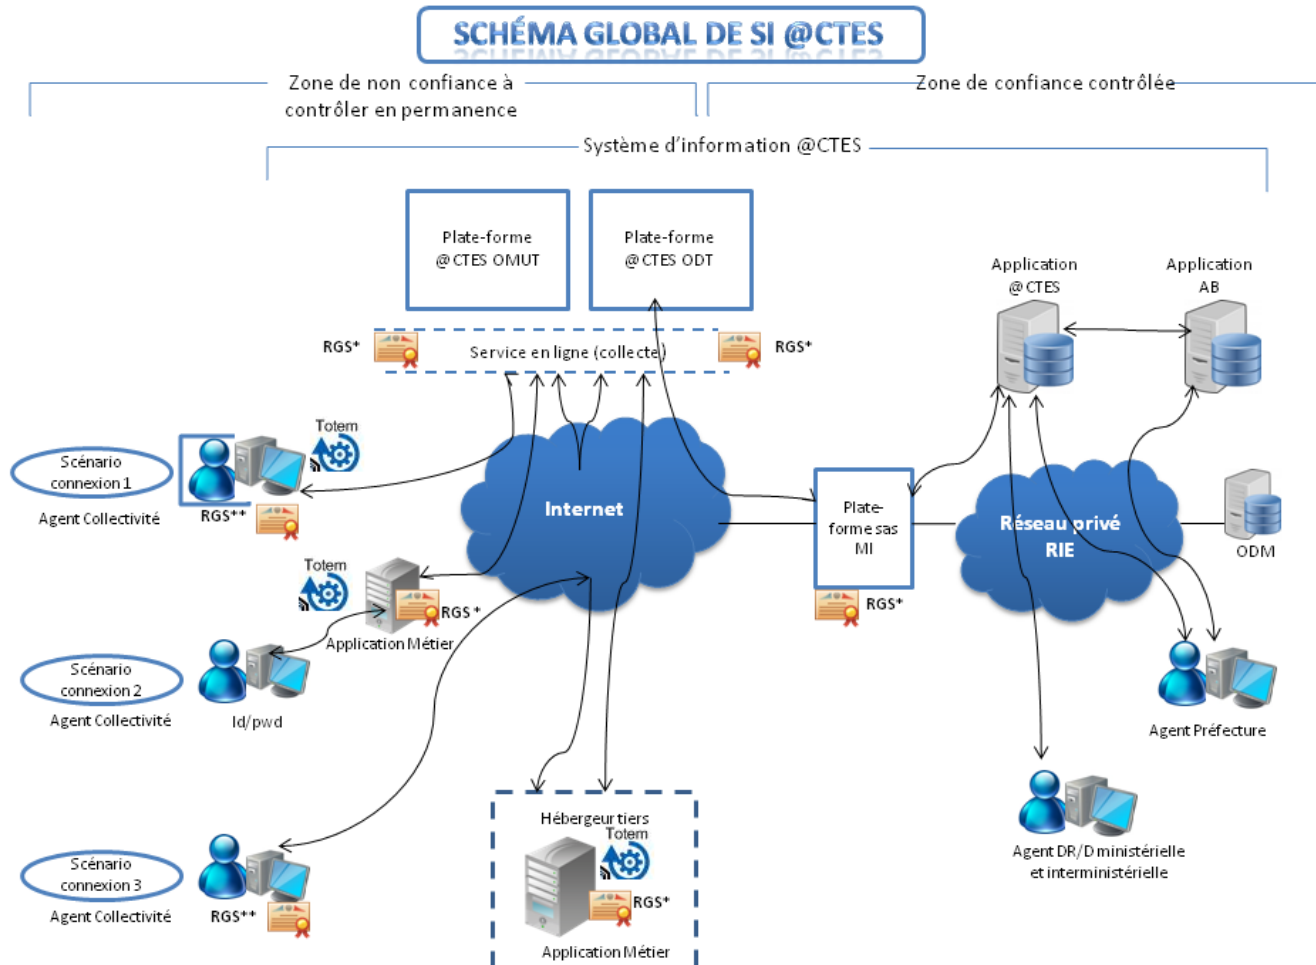 SCHÉMA GLOBAL DE SI @CTES
Zone de non confiance à
contrôler en permanence
Zone de confiance contrôlée
Système d'information @CTES
Plate-forme
@CTES OMUT
Plate-forme
@CTES ODT
Application
@CTES
Application
AB
RGS*
Service en ligne (collecte)
RGS*
Totem
Scénario
connexion 1
Agent Collectivité
RGS**
Internet
Plate-
forme sas
MI
RGS*
Réseau privé
RIE
ODM
Totem
RGS*
Application Métier
Scénario
connexion 2
Agent Collectivité
Id/pwd
Agent Préfecture
Agent DR/D ministérielle
et interministérielle
Scénario
connexion 3
Agent Collectivité
RGS**
Hébergeur tiers
Totem
RGS*
Application Métier